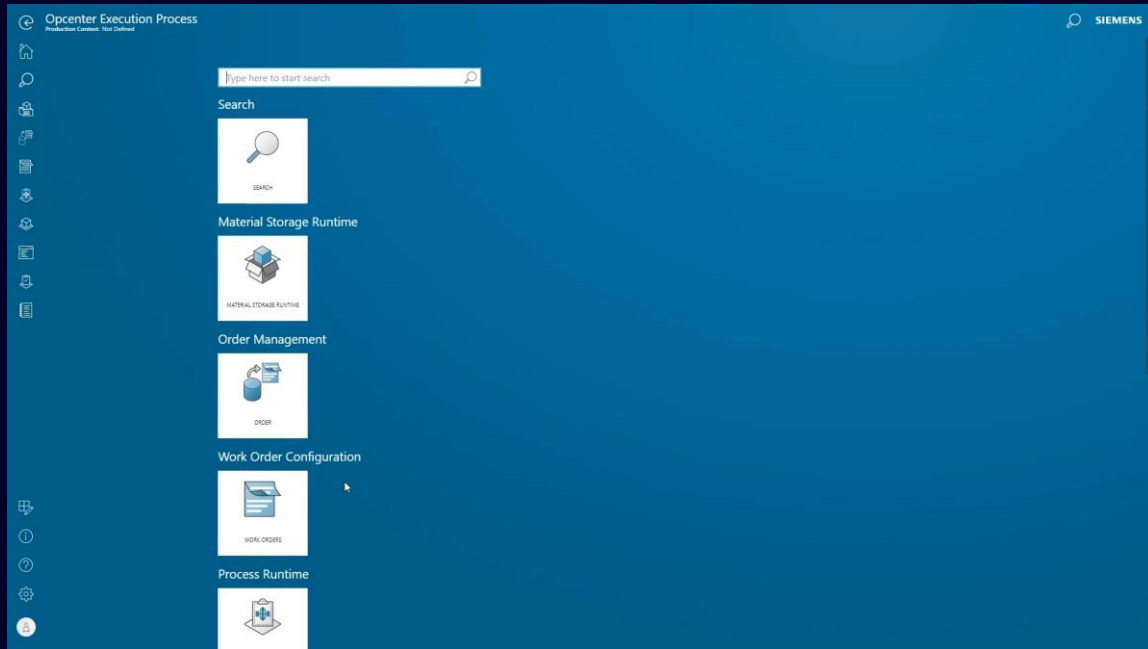 Opcenter Execution Process
Production Context: Not Defined
SIEMENS
Type here to start search
Search
SEARCH
Material Storage Runtime
MATERIAL STORAGE RUNTIME
Order Management
ORDER
Work Order Configuration
WORK ORDERS
Process Runtime